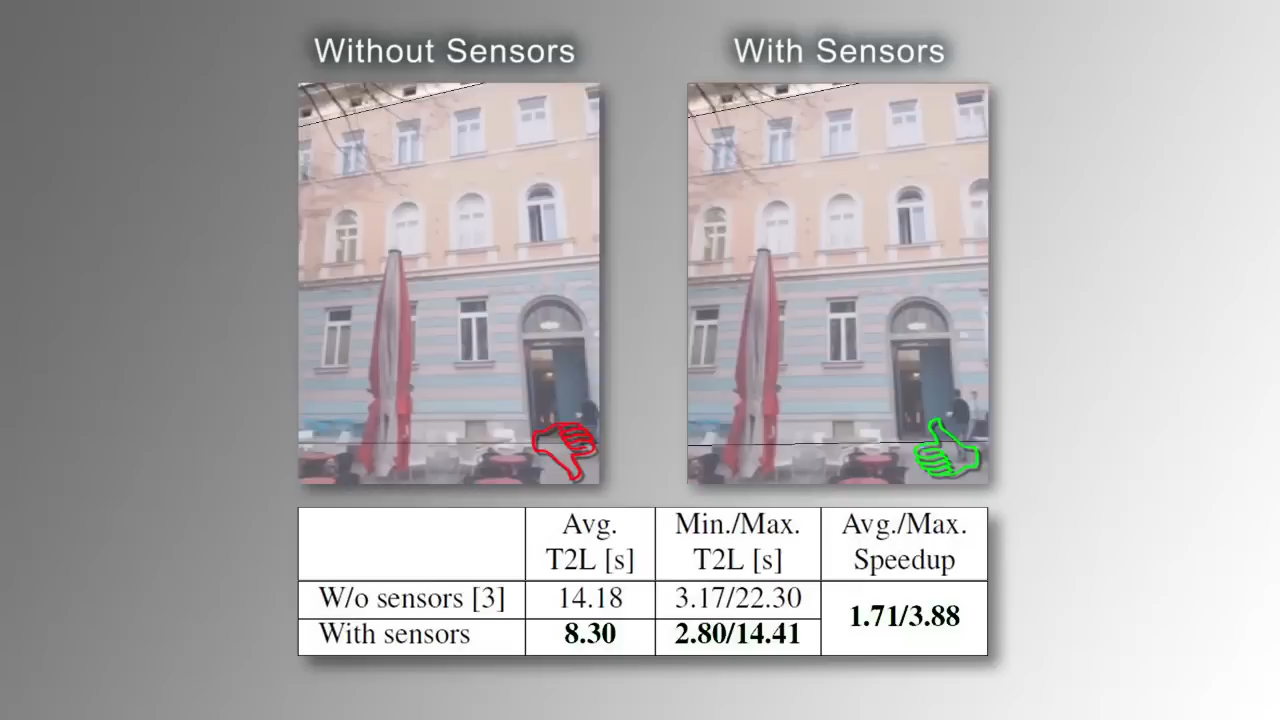 Without Sensors
With Sensors
Avg. T2L [s]
Min./Max. T2L [s]
Avg./Max. Speedup
W/o sensors [3] 14.18 3.17/22.30
1.71/3.88
With sensors 8.30 2.80/14.41